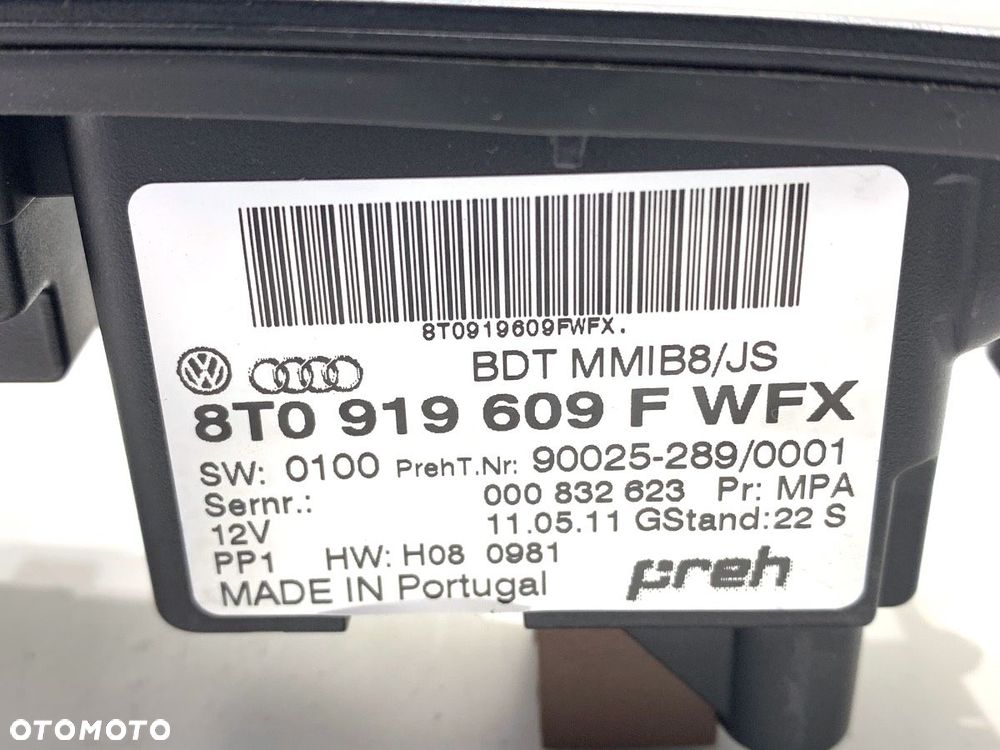 8T0919609FWFX.
BDT MMIB8/JS
8T0 919 609 F WFX
SW: 0100 PrehT.Nr: 90025-289/0001
Sernr.: 000 832 623 Pr: MPA
12V 11.05.11 GStand:22 S
PP1 HW: H08 0981
MADE IN Portugal preh
OTOMOTO